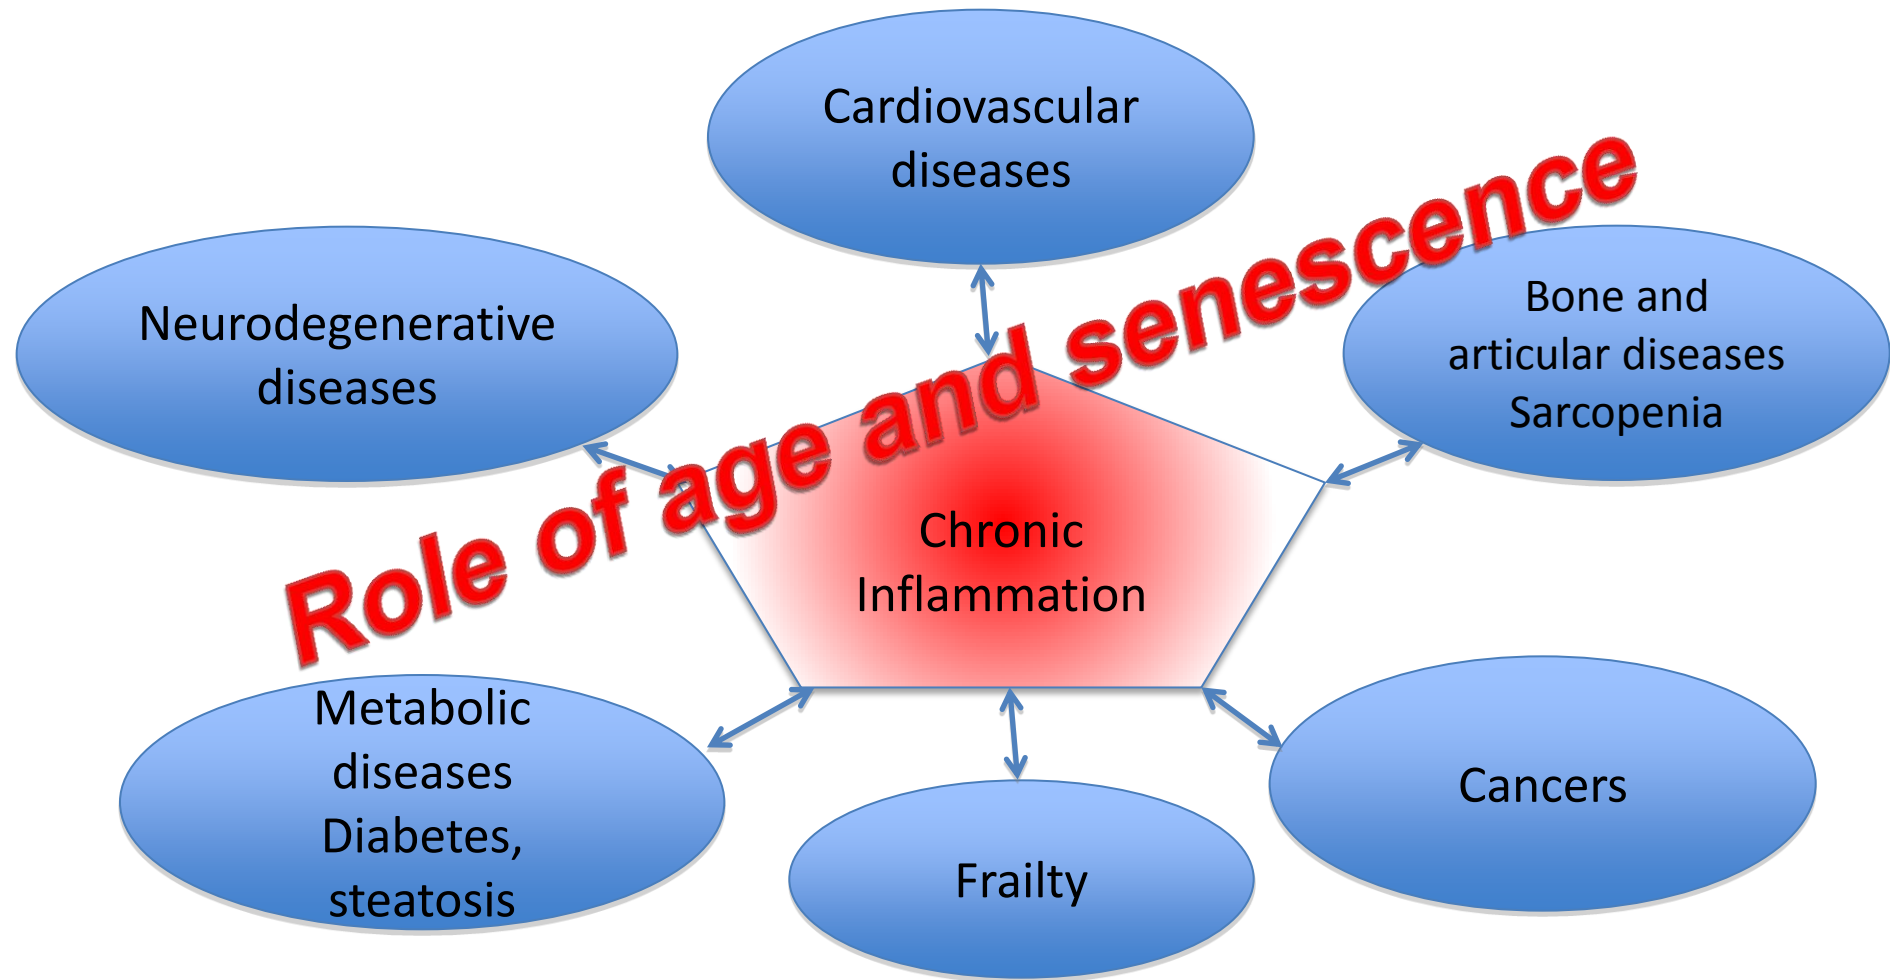 Cardiovascular
diseases
Role of age and senescence
Neurodegenerative
diseases
Bone and
articular diseases
Sarcopenia
Chronic
Inflammation
Metabolic
diseases
Diabetes,
steatosis
Frailty
Cancers